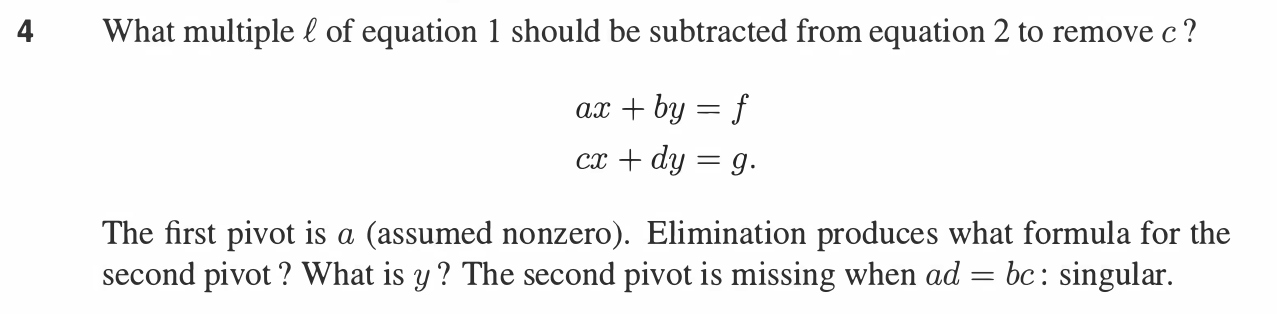 4 What multiple ℓ of equation 1 should be subtracted from equation 2 to remove c ?
ax + by = f
cx + dy = g.
The first pivot is a (assumed nonzero). Elimination produces what formula for the
second pivot ? What is y ? The second pivot is missing when ad = bc : singular.